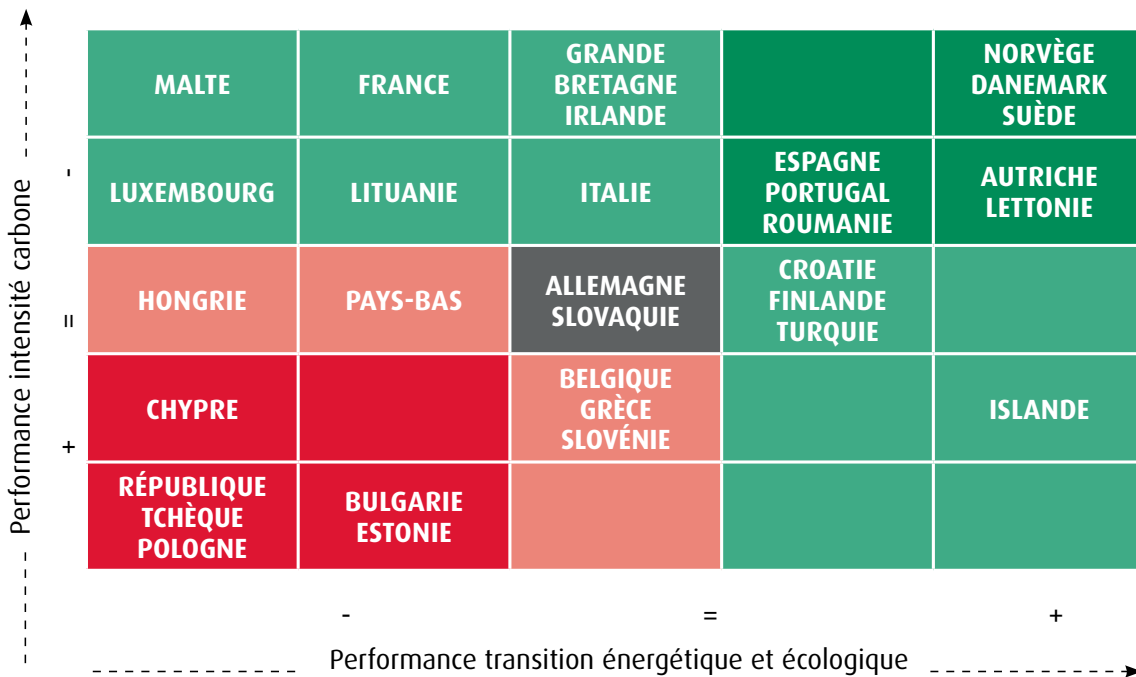 MALTE
FRANCE
GRANDE
BRETAGNE
IRLANDE
NORVÈGE
DANEMARK
SUÈDE
LUXEMBOURG
LITUANIE
ITALIE
ESPAGNE
PORTUGAL
ROUMANIE
AUTRICHE
LETTONIE
HONGRIE
PAYS-BAS
ALLEMAGNE
SLOVAQUIE
CROATIE
FINLANDE
TURQUIE
CHYPRE
BELGIQUE
GRÈCE
SLOVÉNIE
ISLANDE
RÉPUBLIQUE
TCHÈQUE
POLOGNE
BULGARIE
ESTONIE
Performance intensité carbone
-
=
+
- = +
Performance transition énergétique et écologique